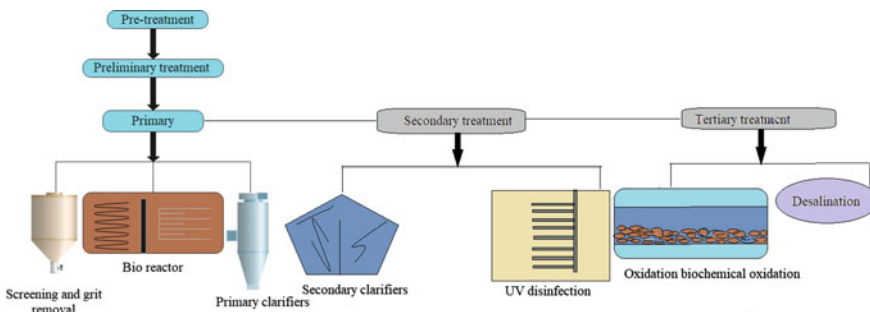 Pre-treatment
Preliminary treatment
Primary
Secondary treatment
Tertiary treatment
Desalination
Bio reactor
Screening and grit
removal
Primary clarifiers
Secondary clarifiers
UV disinfection
Oxidation biochemical oxidation